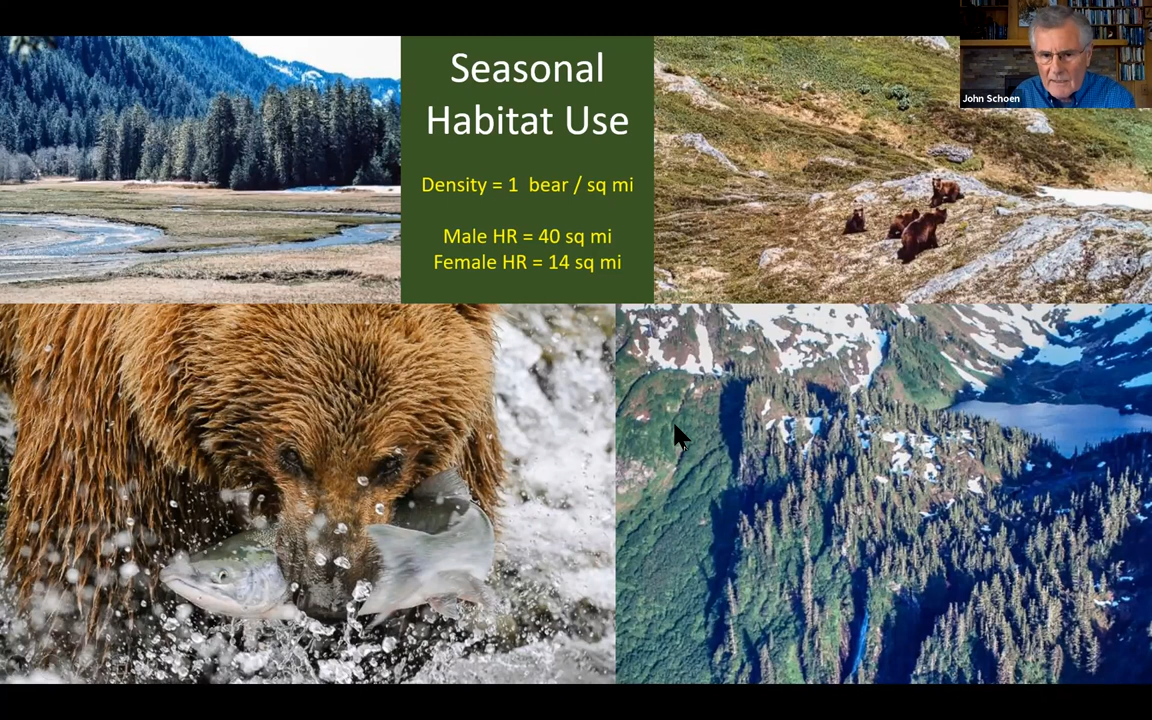 Seasonal
Habitat Use
Density = 1 bear / sq mi
Male HR = 40 sq mi
Female HR = 14 sq mi
John Schoen